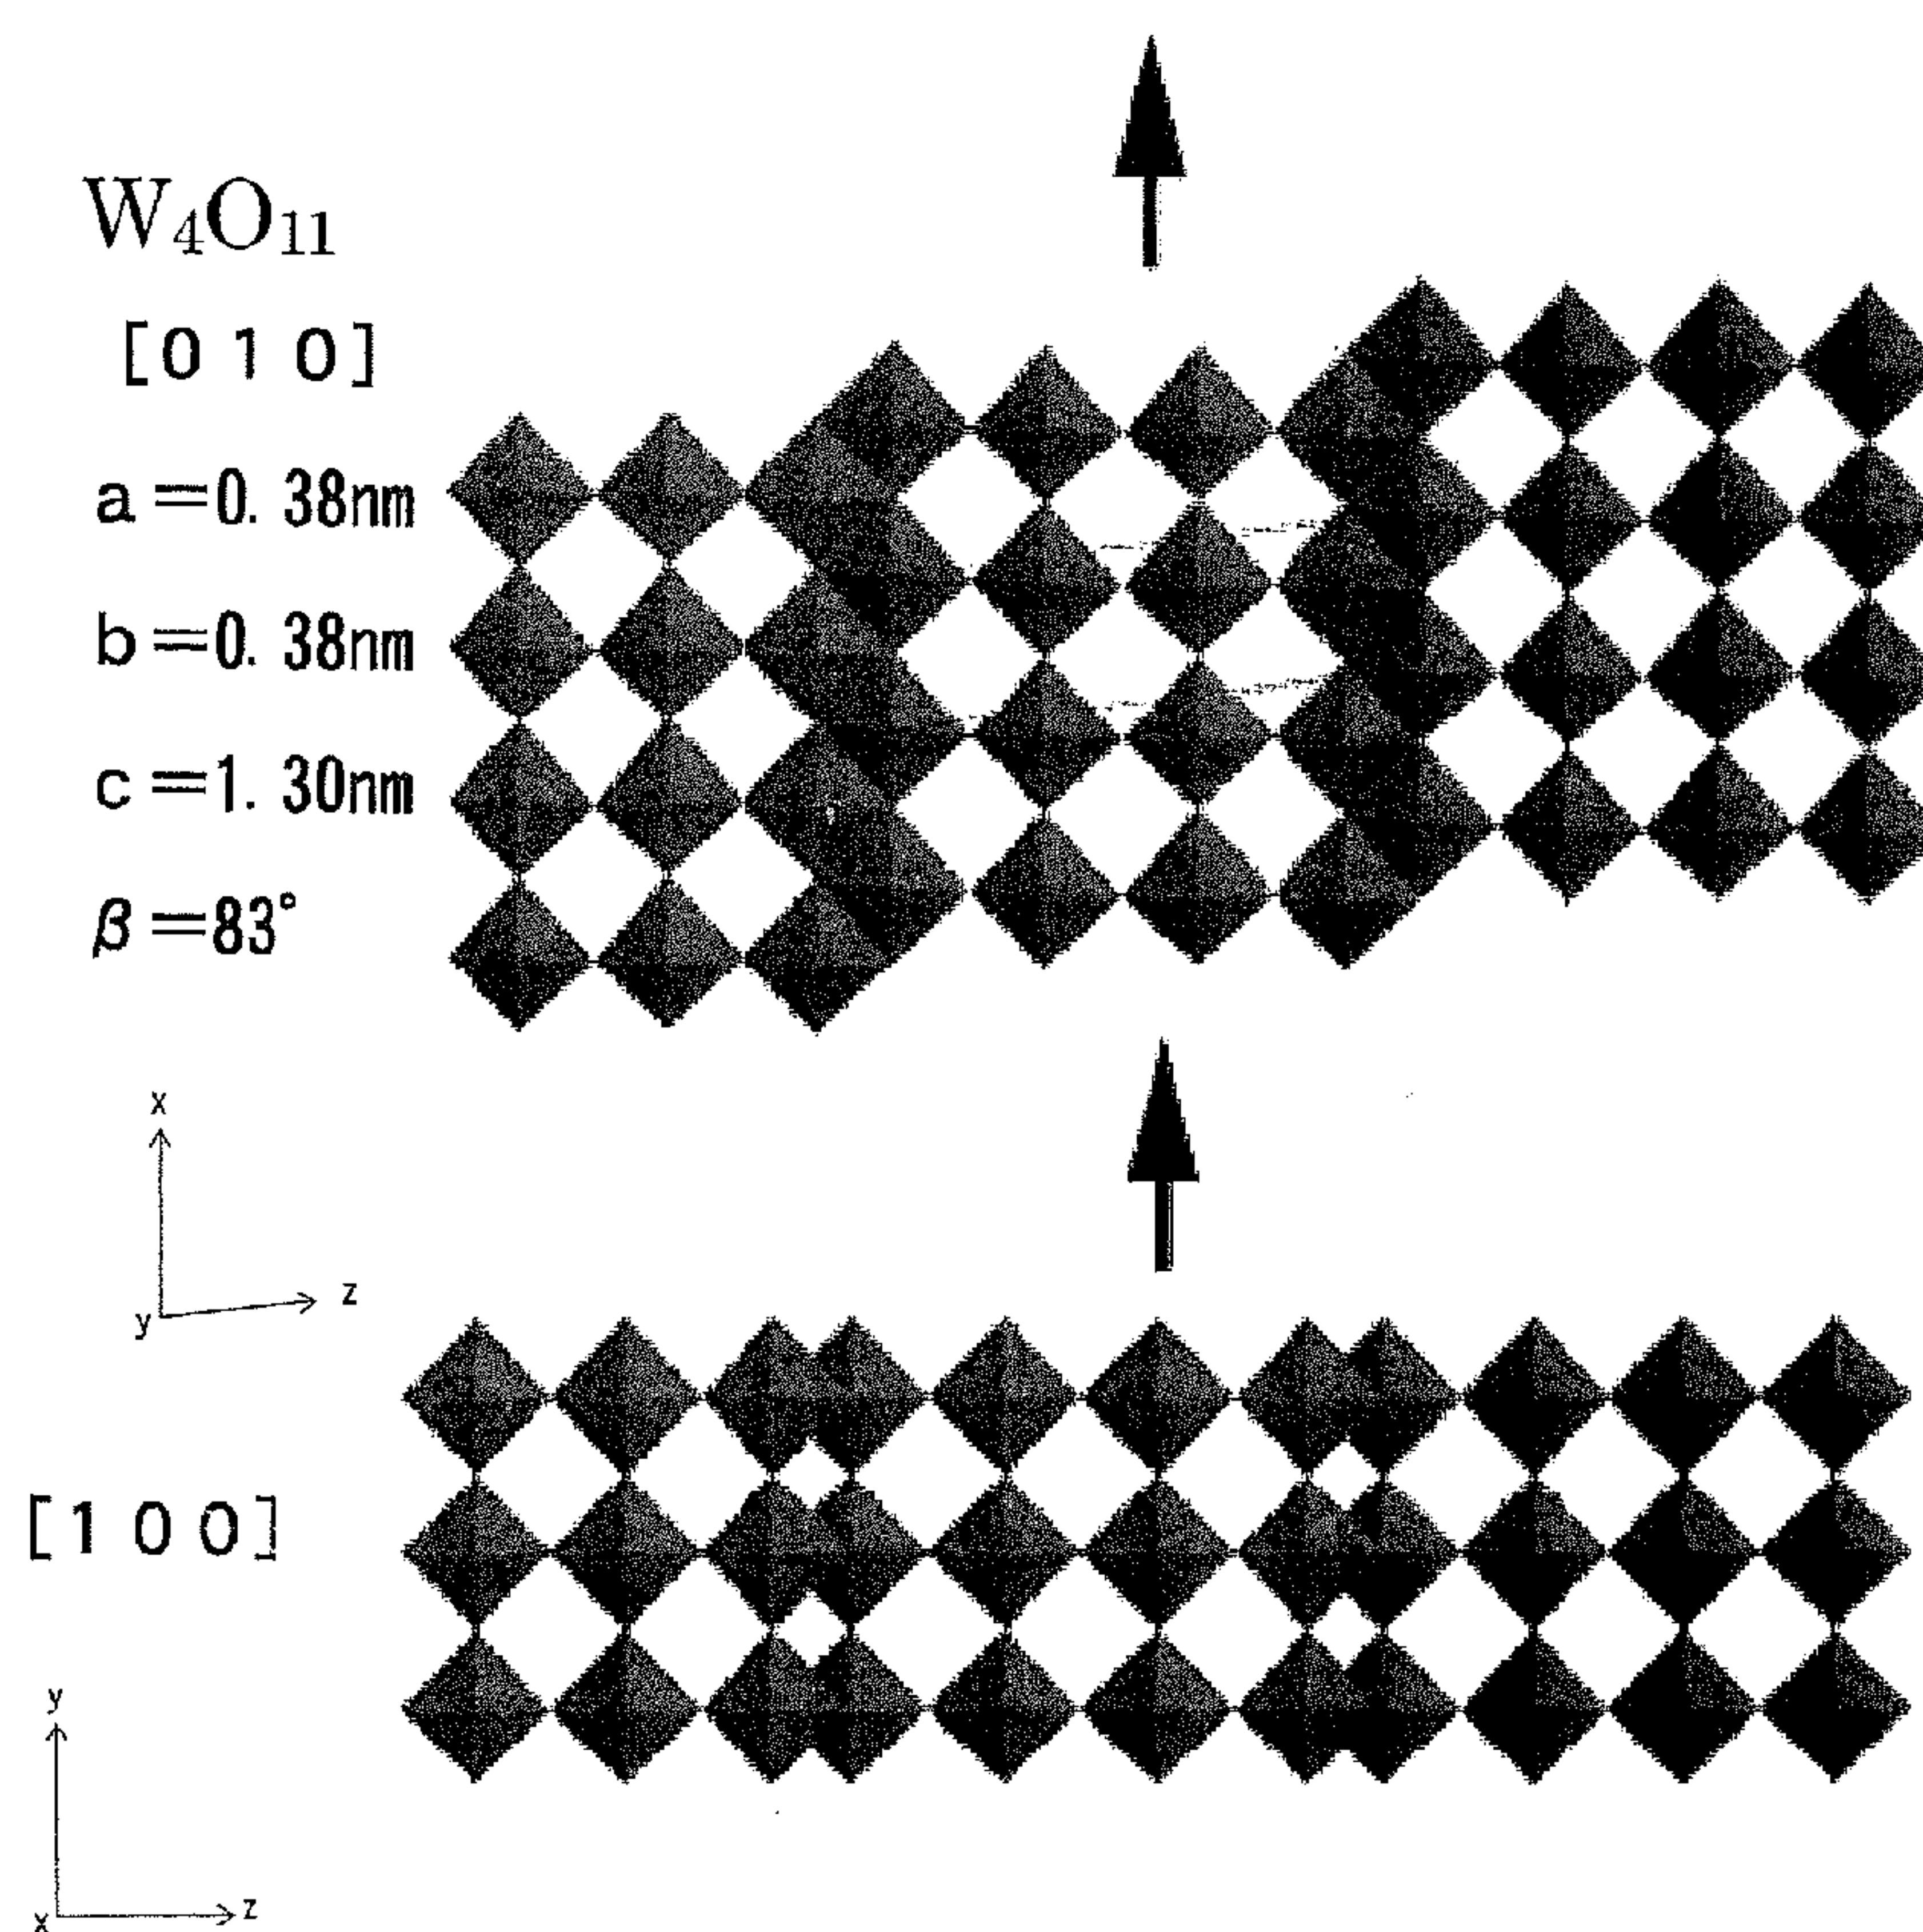 W₄O₁₁
[0 1 0]
a=0.38nm
b=0.38nm
c=1.30nm
β=83°
x
z
y
[1 0 0]
y
z
x